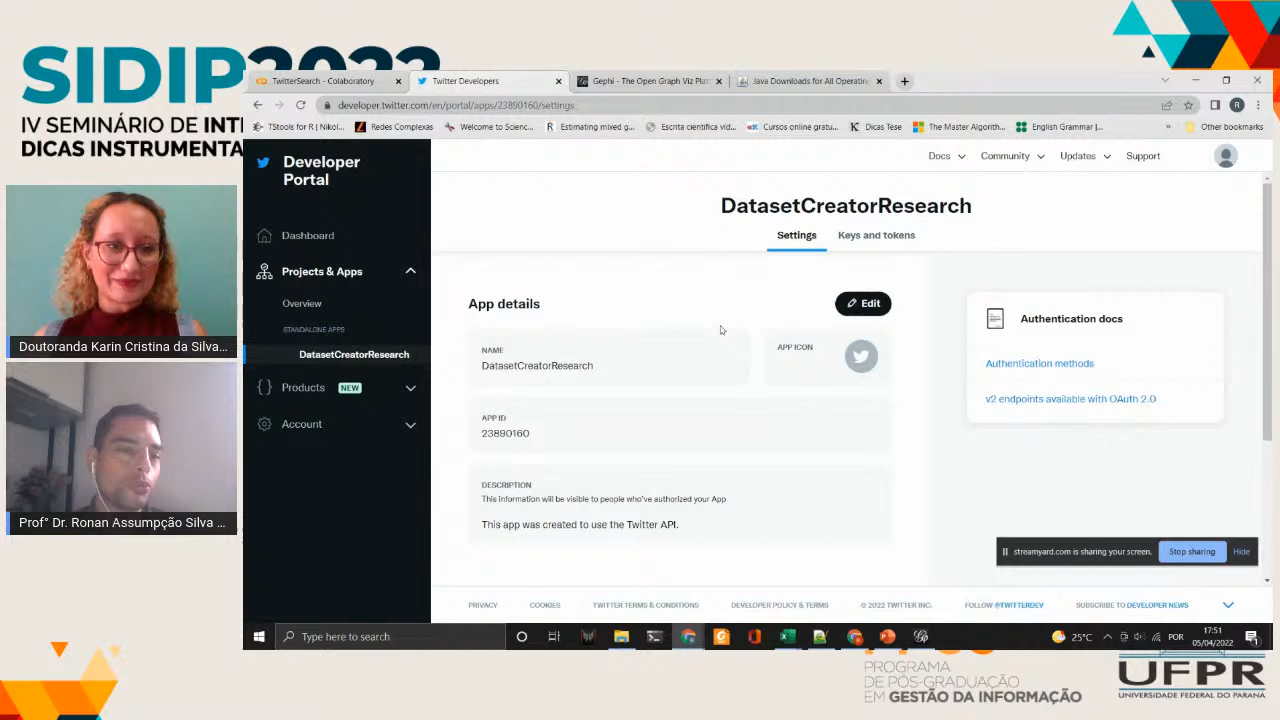 SIDIP2022
IV SEMINÁRIO DE
DICAS
TwitterSearch - Colaboratory
Twitter Developers
Gephi - The Open Graph Viz
Java Downloads for All
developer.twitter.com/en/portal/apps/23890160/settings
TStools for R | Nikol...
Redes Complexas
Welcome to Scienc...
Estimating mixed g...
Escrita científica vid...
Cursos online gratu...
Dicas Tese
The Master Algorith...
English Grammar |...
»
Other bookmarks
Developer
Portal
Docs
Community
Updates
Support
DatasetCreatorResearch
Settings
Keys and tokens
Dashboard
Projects & Apps
Overview
STANDALONE APPS
DatasetCreatorResearch
Products NEW
Account
App details
Edit
NAME
DatasetCreatorResearch
APP ICON
APP ID
23890160
DESCRIPTION
This information will be visible to people who've authorized your App
This app was created to use the Twitter API.
Authentication docs
Authentication methods
v2 endpoints available with OAuth 2.0
streamyard.com is sharing your screen.
Stop sharing
Hide
PRIVACY
COOKIES
TWITTER TERMS & CONDITIONS
DEVELOPER POLICY & TERMS
© 2022 TWITTER INC.
FOLLOW @TWITTERDEV
SUBSCRIBE TO DEVELOPER NEWS
Type here to search
25°C
POR
17:51
05/04/2022
Doutoranda Karin Cristina da Silva...
Prof° Dr. Ronan Assumpção Silva ...
PROGRAMA
DE PÓS-GRADUAÇÃO
EM GESTÃO DA INFORMAÇÃO
UFPR
UNIVERSIDADE FEDERAL DO PARANÁ